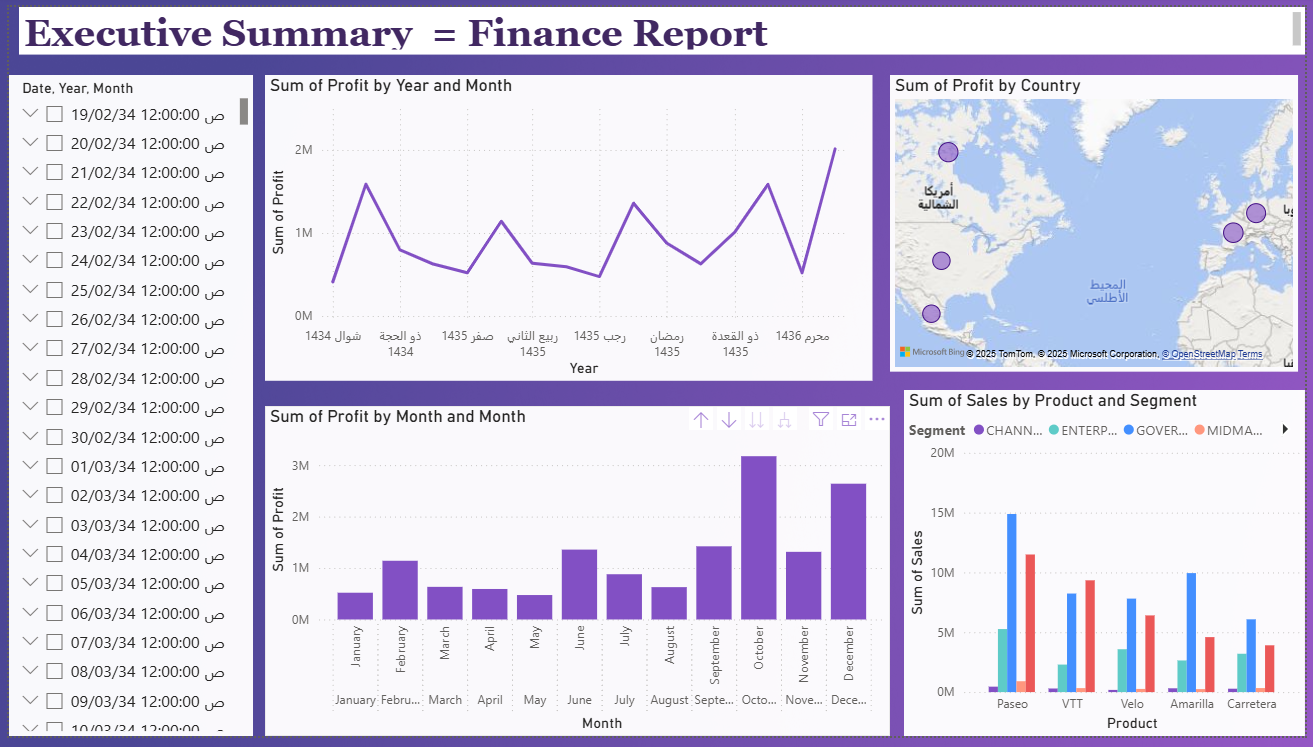 Executive Summary = Finance Report
Date, Year, Month
19/02/34 12:00:00 ص
20/02/34 12:00:00 ص
21/02/34 12:00:00 ص
22/02/34 12:00:00 ص
23/02/34 12:00:00 ص
24/02/34 12:00:00 ص
25/02/34 12:00:00 ص
26/02/34 12:00:00 ص
27/02/34 12:00:00 ص
28/02/34 12:00:00 ص
29/02/34 12:00:00 ص
30/02/34 12:00:00 ص
01/03/34 12:00:00 ص
02/03/34 12:00:00 ص
03/03/34 12:00:00 ص
04/03/34 12:00:00 ص
05/03/34 12:00:00 ص
06/03/34 12:00:00 ص
07/03/34 12:00:00 ص
08/03/34 12:00:00 ص
09/03/34 12:00:00 ص
10/03/34 12:00:00 ص
Sum of Profit by Year and Month
Sum of Profit
2M
1M
0M
شوال 1434
ذو الحجة
1434
صفر 1435
ربيع الثاني
1435
رجب 1435
رمضان
1435
ذو القعدة
1435
محرم 1436
Year
Sum of Profit by Country
أمريكا
الشمالية
المحيط
الأطلسي
Microsoft Bing
© 2025 TomTom, © 2025 Microsoft Corporation, © OpenStreetMap Terms
Sum of Profit by Month and Month
Sum of Profit
3M
2M
1M
0M
January
February
March
April
May
June
July
August
September
October
November
December
January
Febru...
March
April
May
June
July
August
Septe...
Octo...
Nove...
Dece...
Month
Sum of Sales by Product and Segment
Segment
CHANN...
ENTERP...
GOVER...
MIDMA...
Sum of Sales
20M
15M
10M
5M
0M
Paseo
VTT
Velo
Amarilla
Carretera
Product